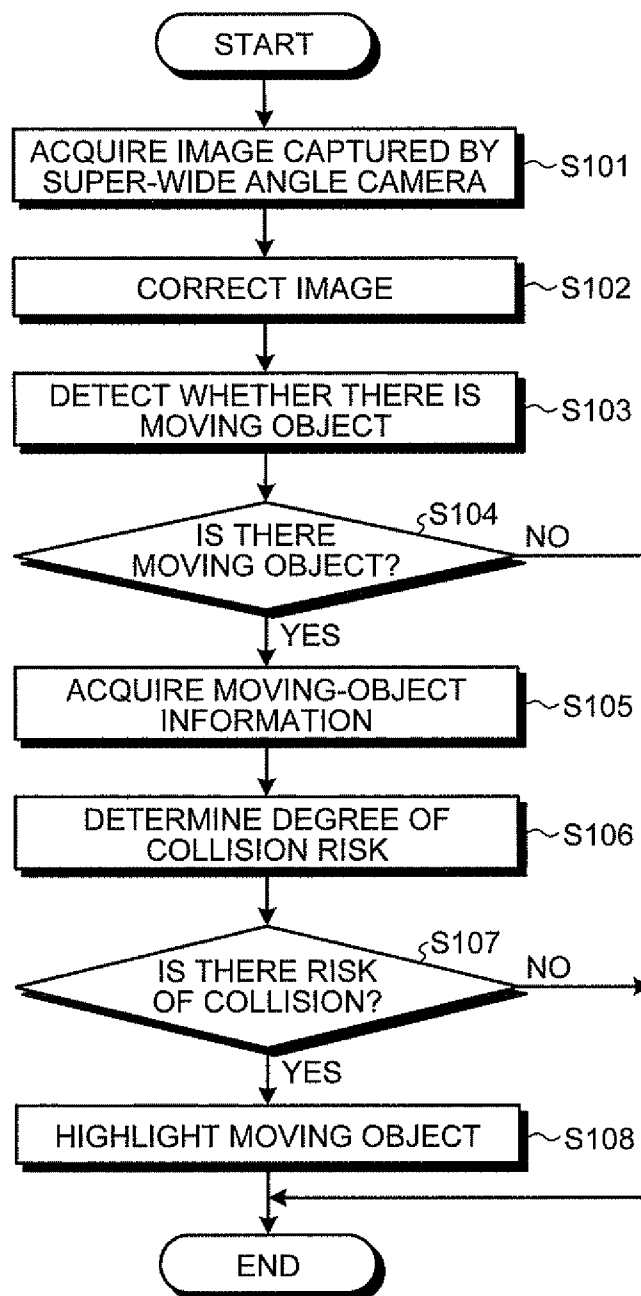 START
ACQUIRE IMAGE CAPTURED BY
SUPER-WIDE ANGLE CAMERA
S101
CORRECT IMAGE
S102
DETECT WHETHER THERE IS
MOVING OBJECT
S103
S104
IS THERE
MOVING OBJECT?
NO
YES
ACQUIRE MOVING-OBJECT
INFORMATION
S105
DETERMINE DEGREE OF
COLLISION RISK
S106
S107
IS THERE RISK
OF COLLISION?
NO
YES
HIGHLIGHT MOVING OBJECT
S108
END